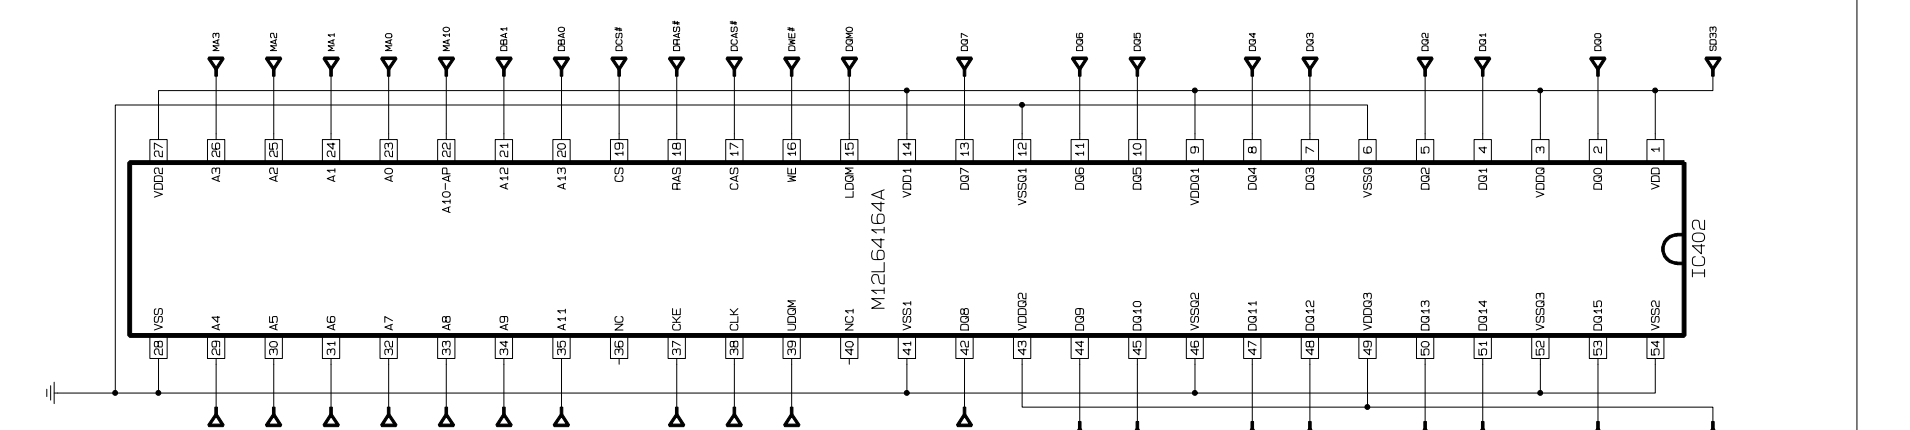 MA3 MA2 MA1 MA0 MA10 DBA1 DBA0 DCS# DRAS# DCAS# DWE# DQM0 DQ7 DQ6 DQ5 DQ4 DQ3 DQ2 DQ1 DQ0 SD33
27 26 25 24 23 22 21 20 19 18 17 16 15 14 13 12 11 10 9 8 7 6 5 4 3 2 1
VDD2 A3 A2 A1 A0 A10-AP A12 A13 CS RAS CAS WE LDQM VDD1 DQ7 VSSQ1 DQ6 DQ5 VDDQ1 DQ4 DQ3 VSSQ DQ2 DQ1 VDDQ DQ0 VDD
M12L64164A
IC402
VSS A4 A5 A6 A7 A8 A9 A11 NC CKE CLK UDQM NC1 VSS1 DQ8 VDDQ2 DQ9 DQ10 VSSQ2 DQ11 DQ12 VDDQ3 DQ13 DQ14 VSSQ3 DQ15 VSS2
28 29 30 31 32 33 34 35 36 37 38 39 40 41 42 43 44 45 46 47 48 49 50 51 52 53 54